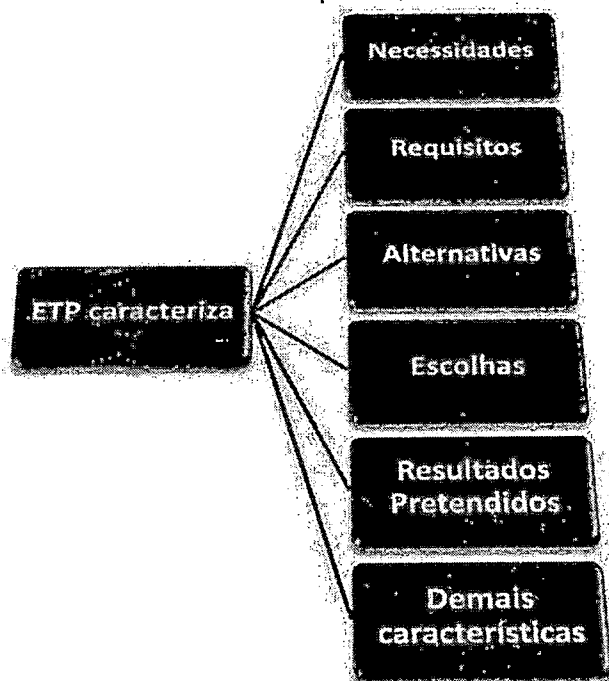 Necessidades
Requisitos
Alternativas
ETP caracteriza
Escolhas
Resultados
Pretendidos
Demais
características